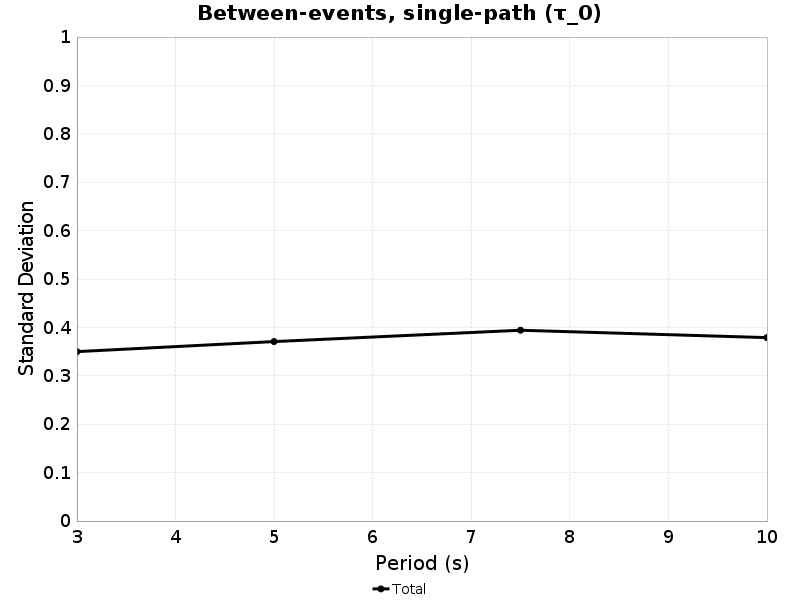 Between-events, single-path (τ_0)
1
0.9
0.8
0.7
0.6
0.5
0.4
0.3
0.2
0.1
0
Standard Deviation
3 4 5 6 7 8 9 10
Period (s)
Total